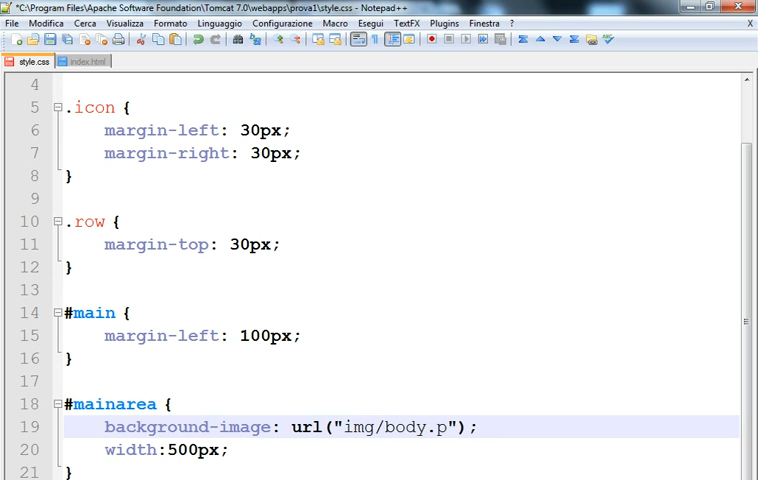 *C:\Program Files\Apache Software Foundation\Tomcat 7.0\webapps\prova1\style.css - Notepad++
File Modifica Cerca Visualizza Formato Linguaggio Configurazione Macro Esegui TextFX Plugins Finestra ? X
style.css index.html
4
5 .icon {
6 margin-left: 30px;
7 margin-right: 30px;
8 }
9
10 .row {
11 margin-top: 30px;
12 }
13
14 #main {
15 margin-left: 100px;
16 }
17
18 #mainarea {
19 background-image: url("img/body.p");
20 width:500px;
21 }